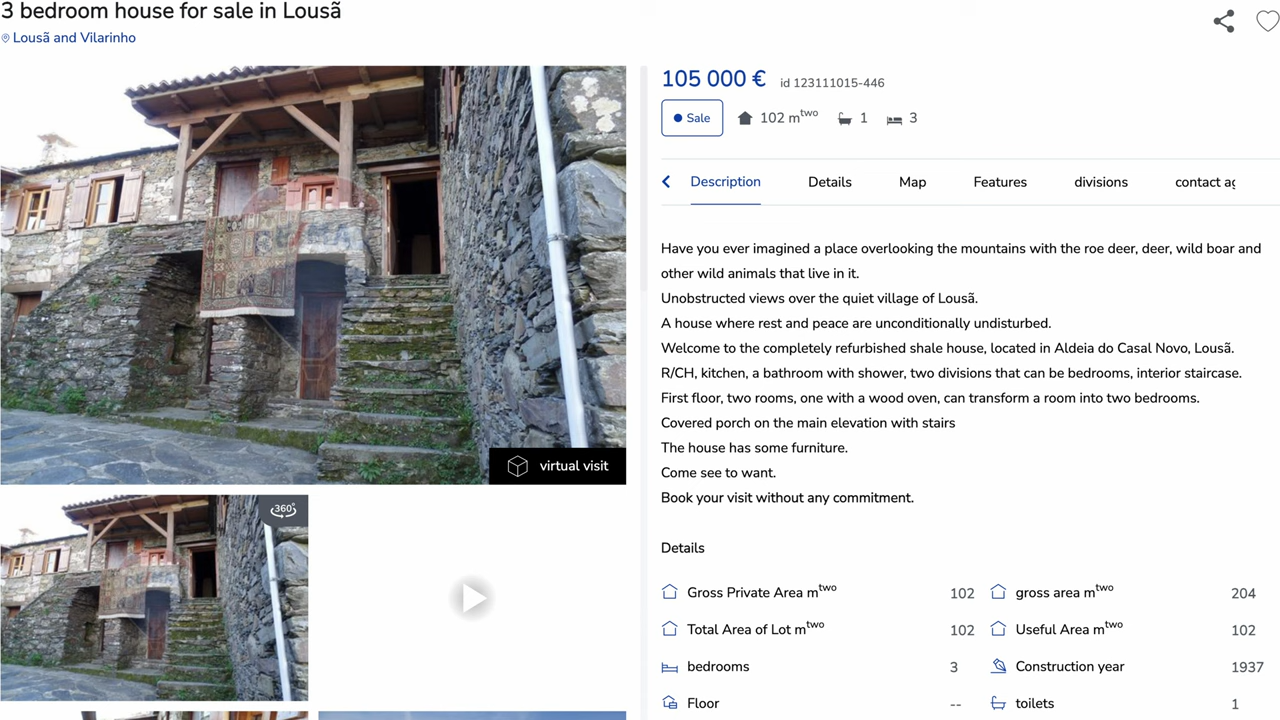 3 bedroom house for sale in Lousã
Lousã and Vilarinho
105 000 € id 123111015-446
Sale 102 mtwo 1 3
Description Details Map Features divisions contact ag
Have you ever imagined a place overlooking the mountains with the roe deer, deer, wild boar and
other wild animals that live in it.
Unobstructed views over the quiet village of Lousã.
A house where rest and peace are unconditionally undisturbed.
Welcome to the completely refurbished shale house, located in Aldeia do Casal Novo, Lousã.
R/CH, kitchen, a bathroom with shower, two divisions that can be bedrooms, interior staircase.
First floor, two rooms, one with a wood oven, can transform a room into two bedrooms.
Covered porch on the main elevation with stairs
The house has some furniture.
Come see to want.
Book your visit without any commitment.
virtual visit
360°
Details
Gross Private Area mtwo 102 gross area mtwo 204
Total Area of Lot mtwo 102 Useful Area mtwo 102
bedrooms 3 Construction year 1937
Floor -- toilets 1